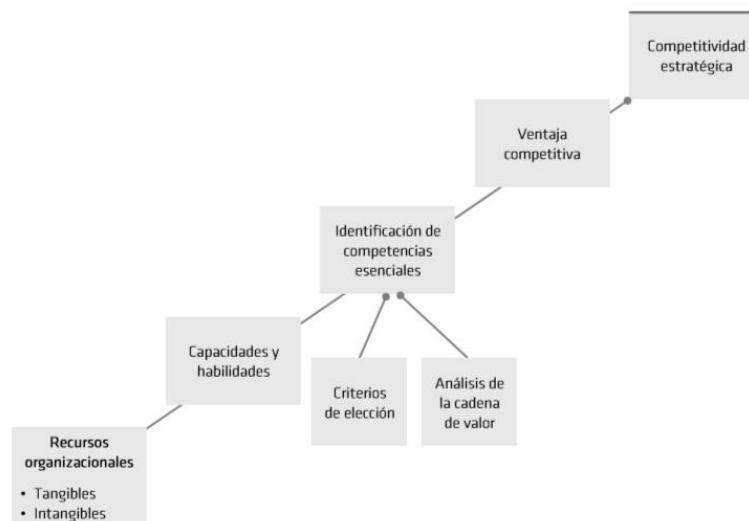 Competitividad
estratégica
Ventaja
competitiva
Identificación de
competencias
esenciales
Capacidades y
habilidades
Criterios
de elección
Análisis de
la cadena
de valor
Recursos
organizacionales
• Tangibles
• Intangibles